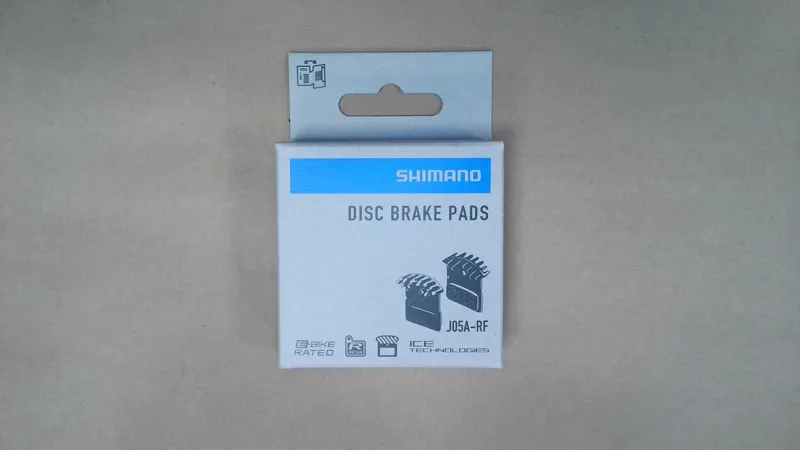 SHIMANO
DISC BRAKE PADS
J05A-RF
E-BIKE
RATED
ICE
TECHNOLOGIES